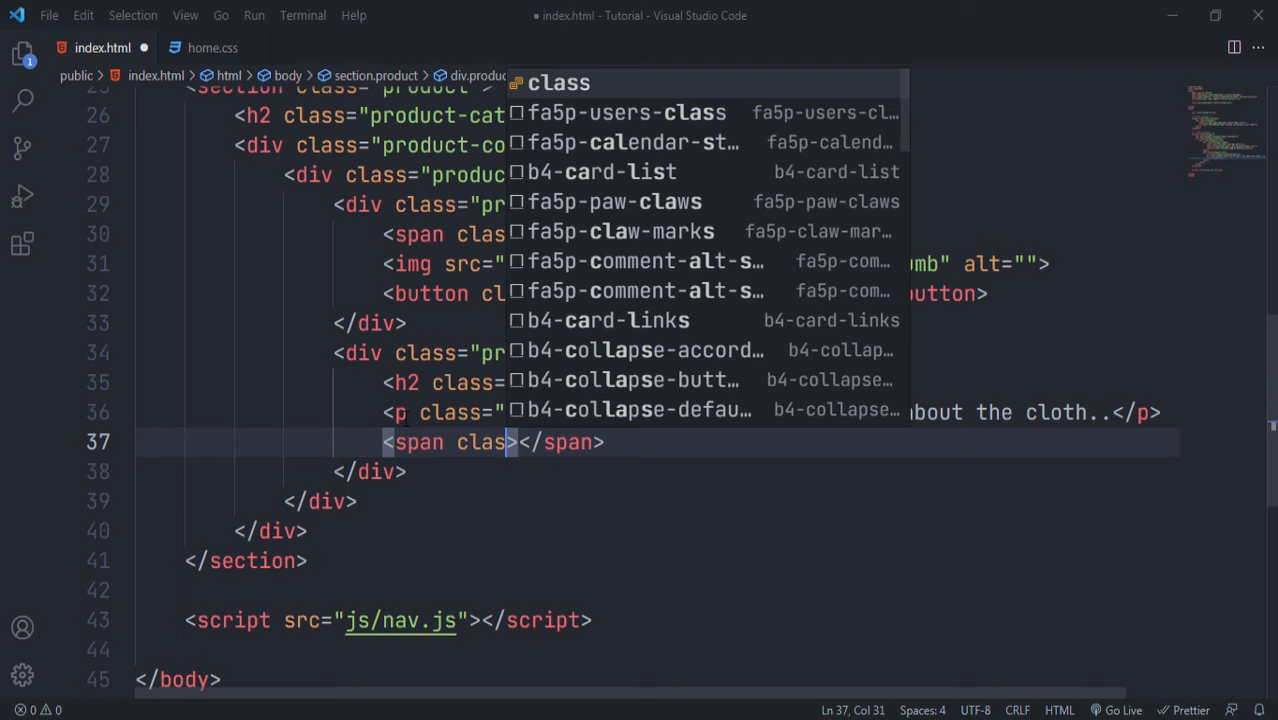 File Edit Selection View Go Run Terminal Help
● index.html - Tutorial - Visual Studio Code
index.html ● home.css
public > index.html > html > body > section.product > div.produc
1
25 <section class="product">
26 <h2 class="product-cat
27 <div class="product-co
28 <div class="produc
29 <div class="pr
30 <span clas
31 <img src=" umb" alt="">
32 <button cl button>
33 </div>
34 <div class="pr
35 <h2 class=
36 <p class=" about the cloth..</p>
37 <span clas></span>
38 </div>
39 </div>
40 </div>
41 </section>
42
43 <script src="js/nav.js"></script>
44
45 </body>
class
fa5p-users-class fa5p-users-cl…
fa5p-calendar-st… fa5p-calend…
b4-card-list b4-card-list
fa5p-paw-claws fa5p-paw-claws
fa5p-claw-marks fa5p-claw-mar…
fa5p-comment-alt-s… fa5p-com…
fa5p-comment-alt-s… fa5p-com…
b4-card-links b4-card-links
b4-collapse-accord… b4-collap…
b4-collapse-butt… b4-collapse…
b4-collapse-defau… b4-collapse…
0 0 Ln 37, Col 31 Spaces: 4 UTF-8 CRLF HTML Go Live Prettier